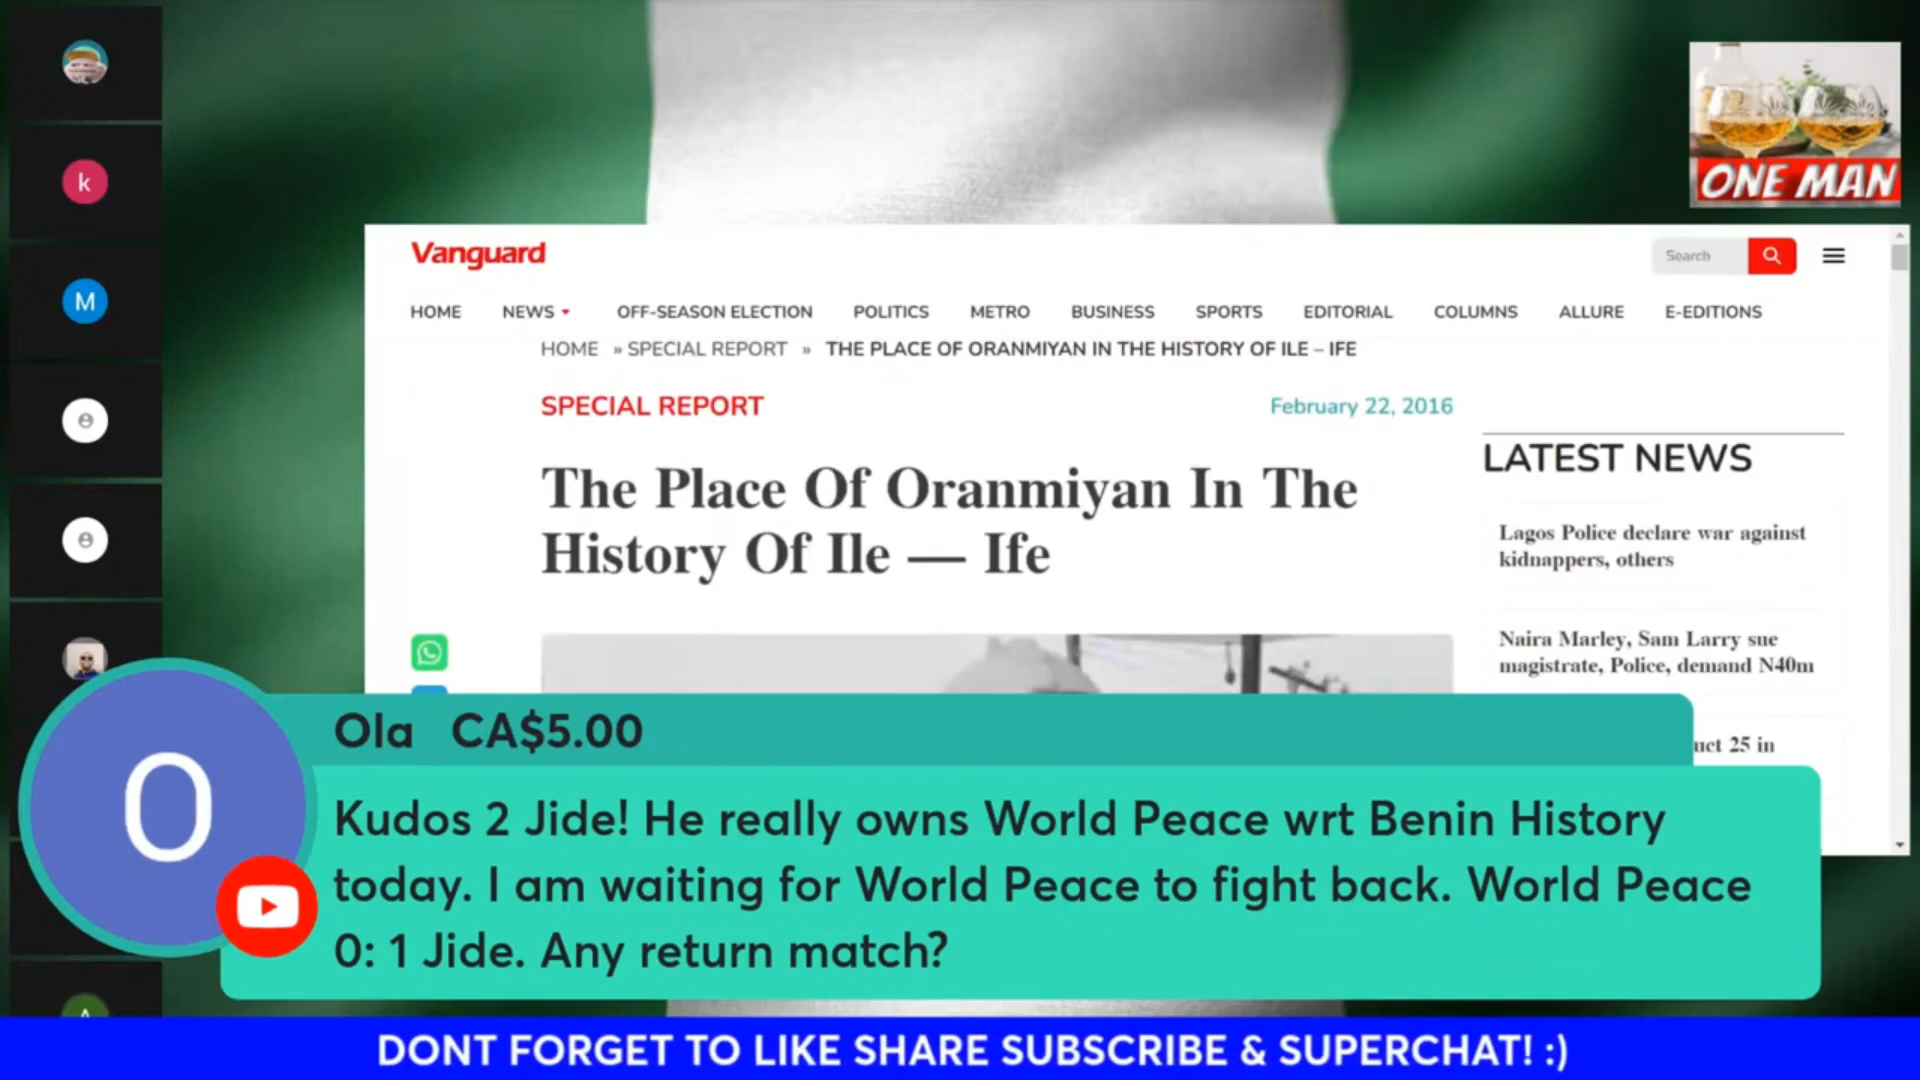 k
M
ONE MAN
Vanguard
Search
HOME NEWS OFF-SEASON ELECTION POLITICS METRO BUSINESS SPORTS EDITORIAL COLUMNS ALLURE E-EDITIONS
HOME » SPECIAL REPORT » THE PLACE OF ORANMIYAN IN THE HISTORY OF ILE – IFE
SPECIAL REPORT
February 22, 2016
The Place Of Oranmiyan In The
History Of Ile — Ife
LATEST NEWS
Lagos Police declare war against
kidnappers, others
Naira Marley, Sam Larry sue
magistrate, Police, demand N40m
25 in
O
Ola CA$5.00
Kudos 2 Jide! He really owns World Peace wrt Benin History
today. I am waiting for World Peace to fight back. World Peace
0: 1 Jide. Any return match?
DONT FORGET TO LIKE SHARE SUBSCRIBE & SUPERCHAT! :)